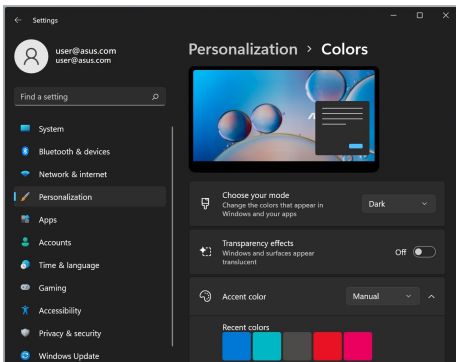 Settings
user@asus.com
user@asus.com
Find a setting
System
Bluetooth & devices
Network & internet
Personalization
Apps
Accounts
Time & language
Gaming
Accessibility
Privacy & security
Windows Update
Personalization > Colors
Choose your mode
Change the colors that appear in
Windows and your apps
Dark
Transparency effects
Windows and surfaces appear
translucent
Off
Accent color
Manual
Recent colors